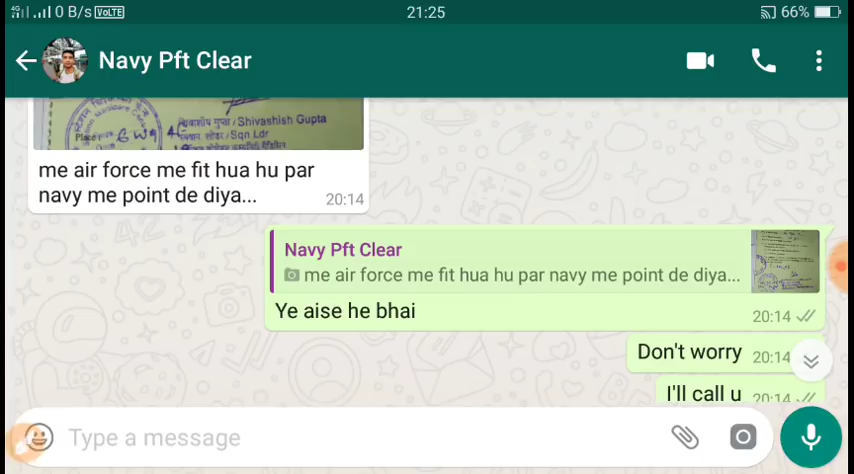 4G 0 B/s VoLTE 21:25 66%
Navy Pft Clear
शिवाशीष गुप्ता / Shivashish Gupta
/ Sqn Ldr
Place
me air force me fit hua hu par
navy me point de diya... 20:14
Navy Pft Clear
me air force me fit hua hu par navy me point de diya...
Ye aise he bhai 20:14
Don't worry 20:14
I'll call u 20:14
Type a message